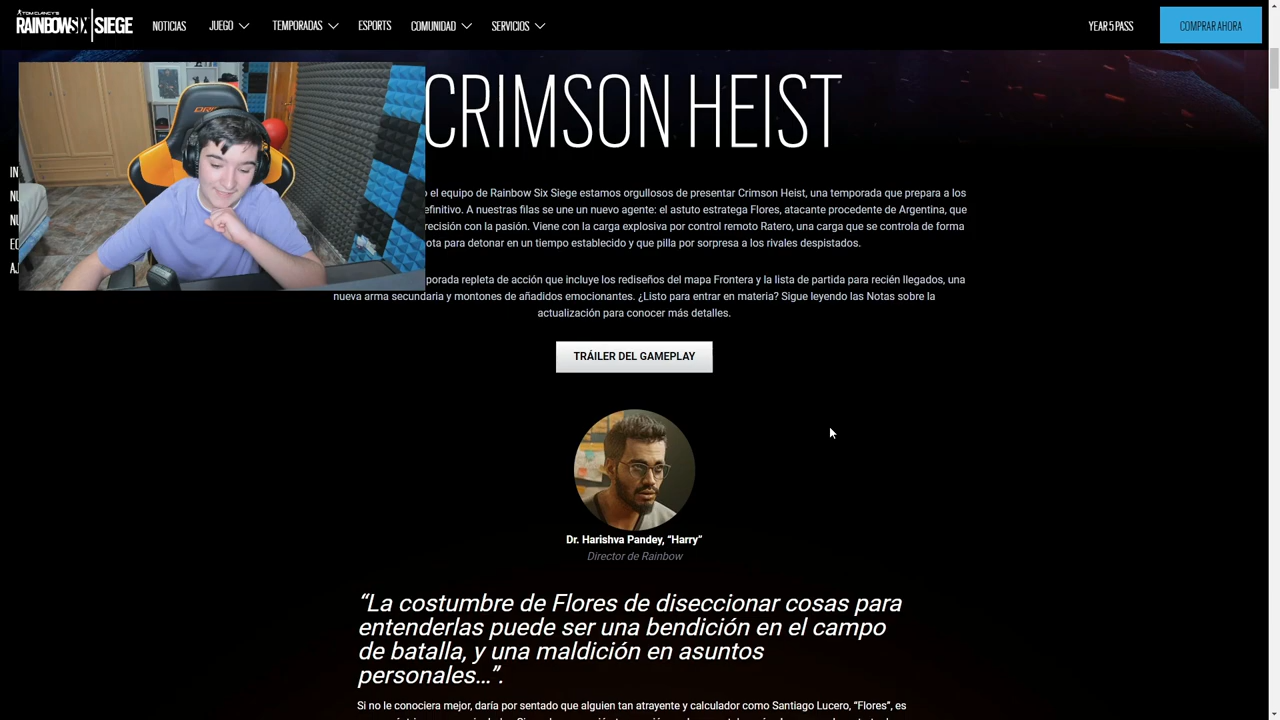 TOM CLANCY'S
RAINBOWSIX SIEGE
NOTICIAS
JUEGO
TEMPORADAS
ESPORTS
COMUNIDAD
SERVICIOS
YEAR 5 PASS
COMPRAR AHORA
CRIMSON HEIST
IN
NU
NU
EQ
AJ
o el equipo de Rainbow Six Siege estamos orgullosos de presentar Crimson Heist, una temporada que prepara a los
efinitivo. A nuestras filas se une un nuevo agente: el astuto estratega Flores, atacante procedente de Argentina, que
recisión con la pasión. Viene con la carga explosiva por control remoto Ratero, una carga que se controla de forma
ota para detonar en un tiempo establecido y que pilla por sorpresa a los rivales despistados.
porada repleta de acción que incluye los rediseños del mapa Frontera y la lista de partida para recién llegados, una
nueva arma secundaria y montones de añadidos emocionantes. ¿Listo para entrar en materia? Sigue leyendo las Notas sobre la
actualización para conocer más detalles.
TRÁILER DEL GAMEPLAY
Dr. Harishva Pandey, “Harry”
Director de Rainbow
“La costumbre de Flores de diseccionar cosas para
entenderlas puede ser una bendición en el campo
de batalla, y una maldición en asuntos
personales…”.
Si no le conociera mejor, daría por sentado que alguien tan atrayente y calculador como Santiago Lucero, “Flores”, es